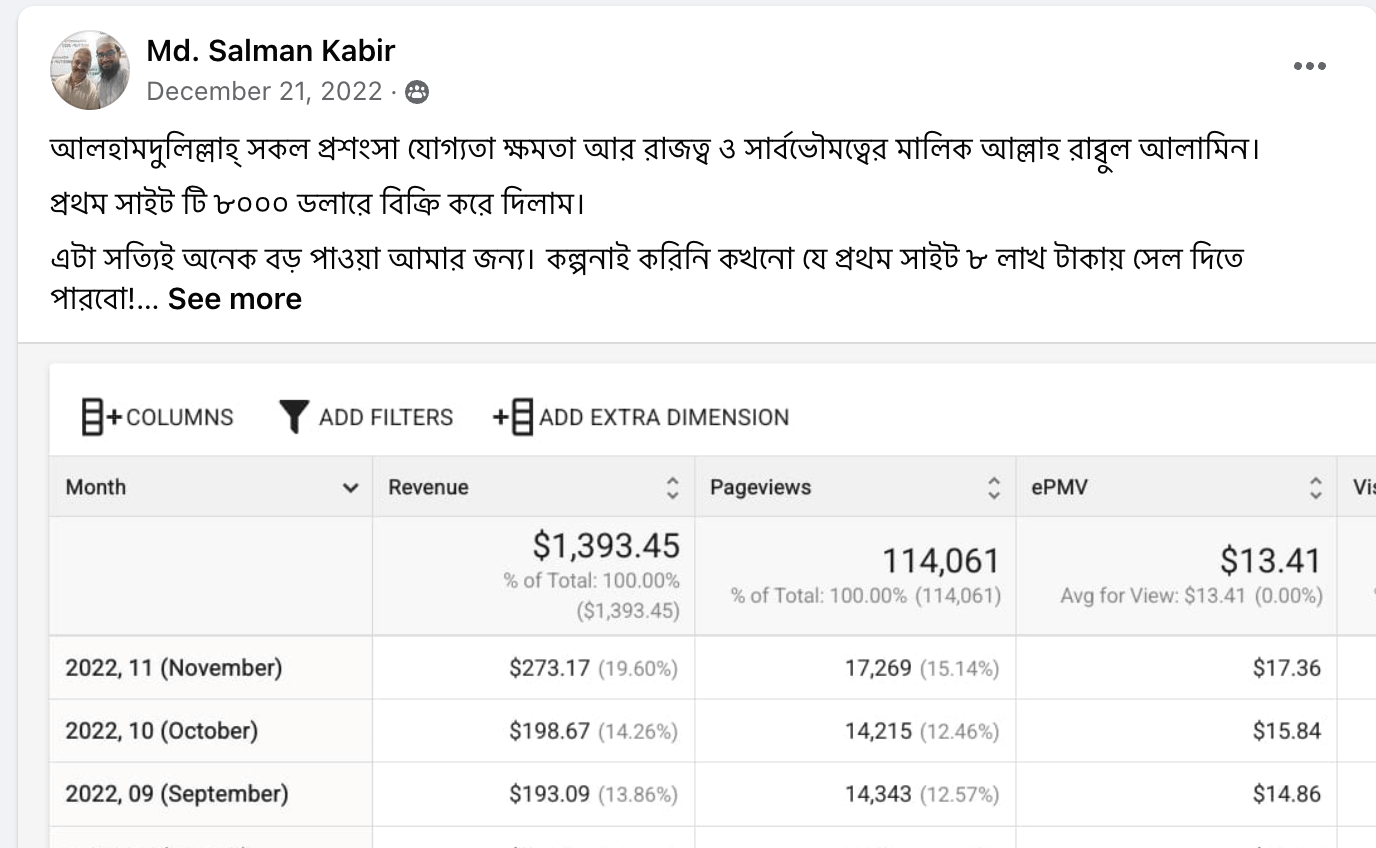 Md. Salman Kabir
December 21, 2022 ·
আলহামদুলিল্লাহ্ সকল প্রশংসা যোগ্যতা ক্ষমতা আর রাজত্ব ও সার্বভৌমত্বের মালিক আল্লাহ রাব্বুল আলামিন।
প্রথম সাইট টি ৮০০০ ডলারে বিক্রি করে দিলাম।
এটা সত্যিই অনেক বড় পাওয়া আমার জন্য। কল্পনাই করিনি কখনো যে প্রথম সাইট ৮ লাখ টাকায় সেল দিতে
পারবো!... See more
COLUMNS ADD FILTERS ADD EXTRA DIMENSION
Month Revenue Pageviews ePMV
$1,393.45 114,061 $13.41
% of Total: 100.00% % of Total: 100.00% (114,061) Avg for View: $13.41 (0.00%)
($1,393.45)
2022, 11 (November) $273.17 (19.60%) 17,269 (15.14%) $17.36
2022, 10 (October) $198.67 (14.26%) 14,215 (12.46%) $15.84
2022, 09 (September) $193.09 (13.86%) 14,343 (12.57%) $14.86